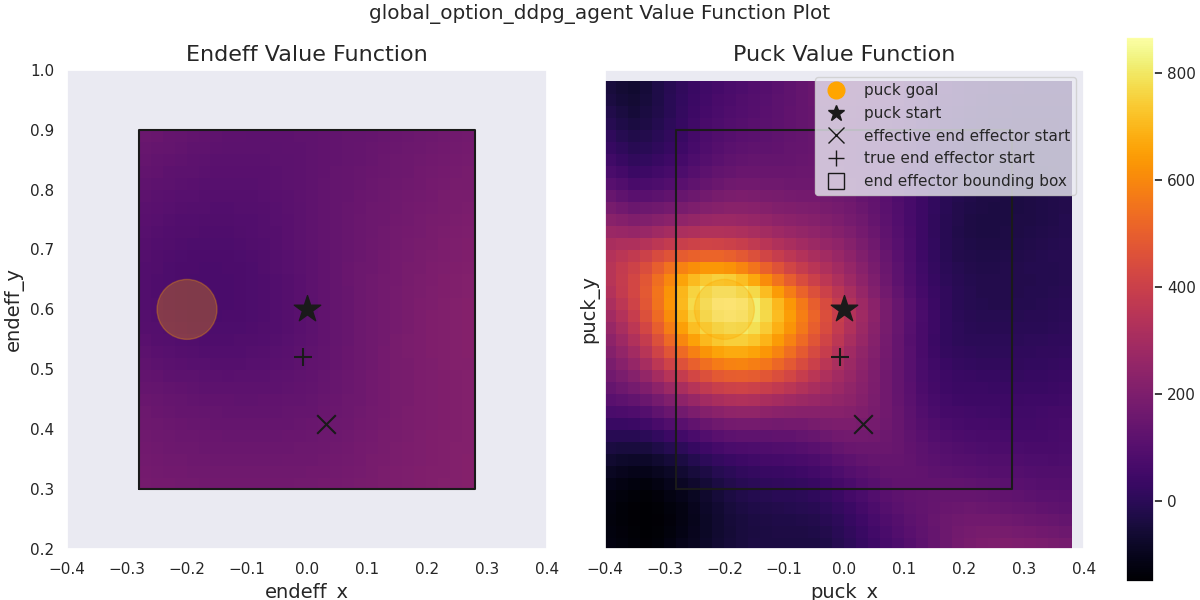 global_option_ddpg_agent Value Function Plot
Endeff Value Function
Puck Value Function
1.0
0.9
0.8
0.7
0.6
0.5
0.4
0.3
0.2
endeff_y
−0.4 −0.3 −0.2 −0.1 0.0 0.1 0.2 0.3 0.4
endeff_x
puck_y
puck goal
puck start
effective end effector start
true end effector start
end effector bounding box
−0.4 −0.3 −0.2 −0.1 0.0 0.1 0.2 0.3 0.4
puck_x
800
600
400
200
0